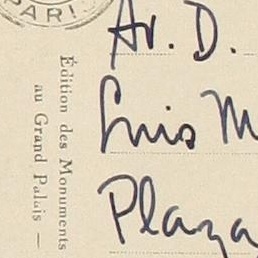 PARIS
Édition des Monuments
au Grand Palais —
Av. D.
Luis M
Plaza,